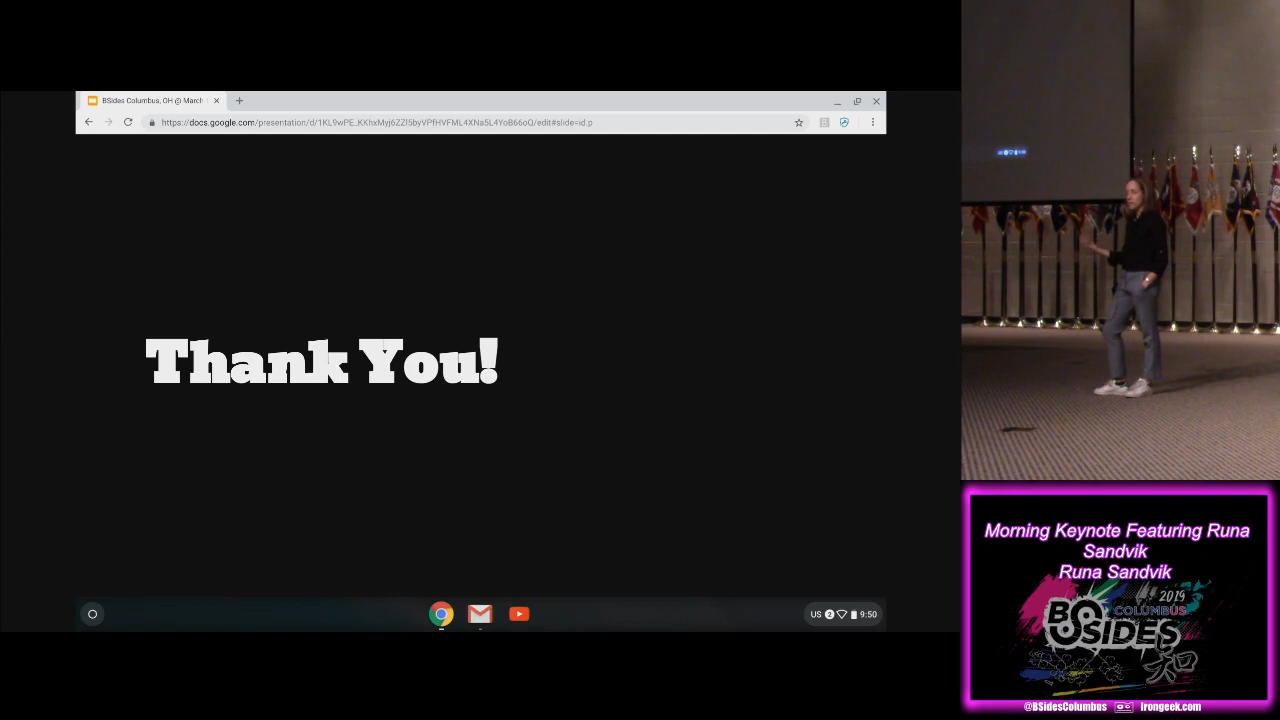 BSides Columbus, OH @ March
https://docs.google.com/presentation/d/1KL9wPE_KKhxMyj6ZZl5byVPfHVFML4XNa5L4YoB66oQ/edit#slide=id.p
Thank You!
US 2 9:50
Morning Keynote Featuring Runa
Sandvik
Runa Sandvik
2019
COLUMBUS
BSIDES
知
@BSidesColumbus irongeek.com